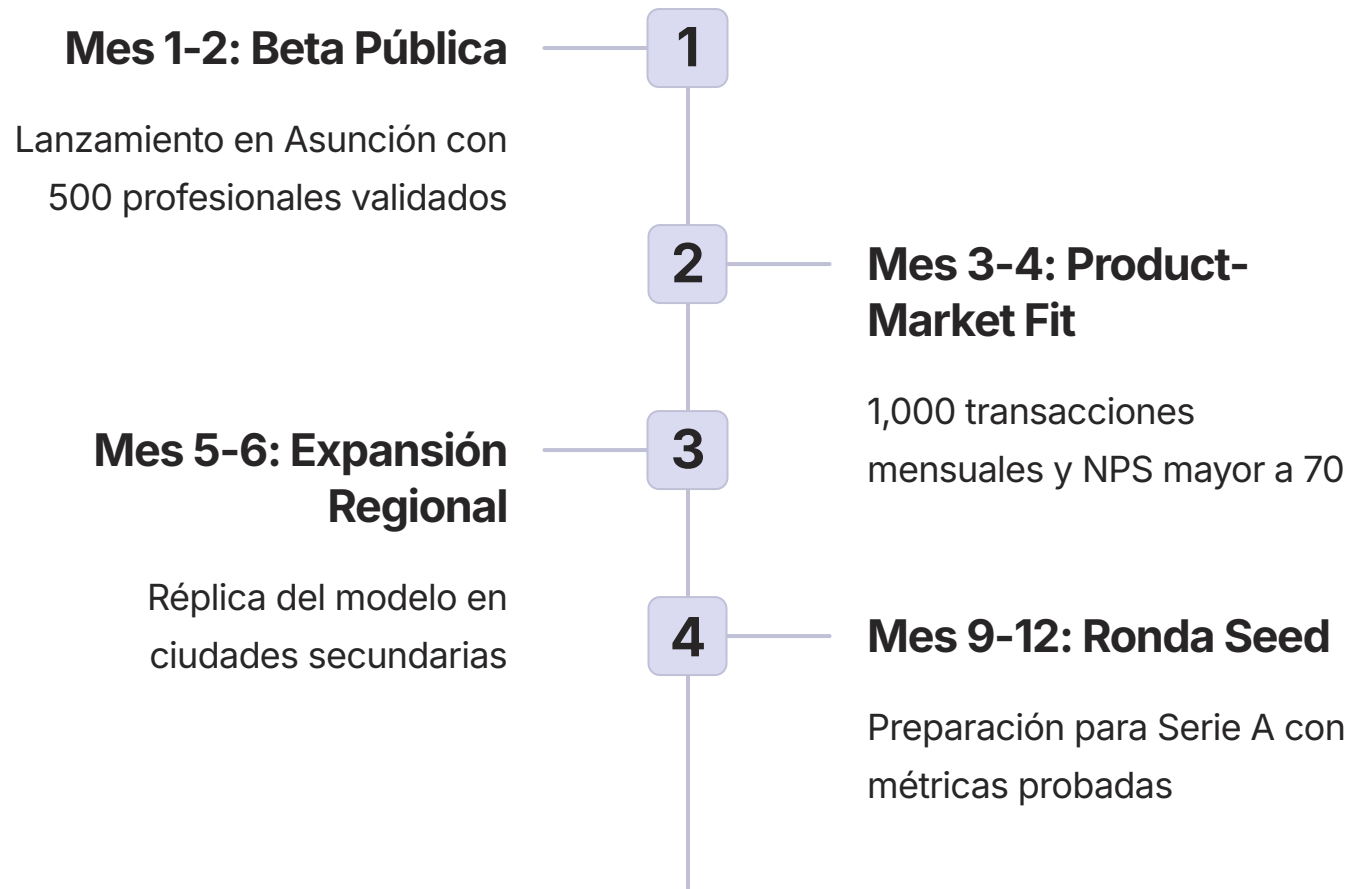 1
Mes 1-2: Beta Pública
Lanzamiento en Asunción con
500 profesionales validados
2
Mes 3-4: Product-
Market Fit
1,000 transacciones
mensuales y NPS mayor a 70
3
Mes 5-6: Expansión
Regional
Réplica del modelo en
ciudades secundarias
4
Mes 9-12: Ronda Seed
Preparación para Serie A con
métricas probadas